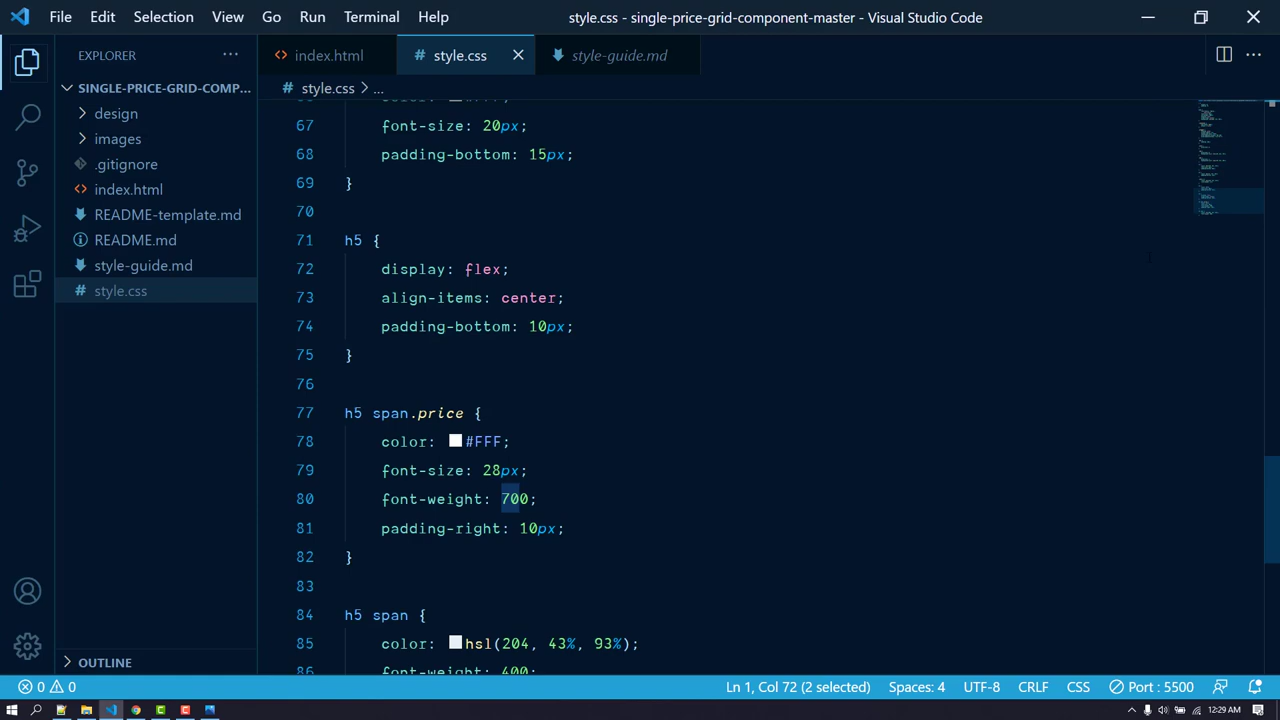 File Edit Selection View Go Run Terminal Help
style.css - single-price-grid-component-master - Visual Studio Code
EXPLORER
index.html
style.css
style-guide.md
SINGLE-PRICE-GRID-COMP...
style.css > ...
design
images
.gitignore
index.html
README-template.md
README.md
style-guide.md
style.css
OUTLINE
67 font-size: 20px;
68 padding-bottom: 15px;
69 }
70
71 h5 {
72 display: flex;
73 align-items: center;
74 padding-bottom: 10px;
75 }
76
77 h5 span.price {
78 color: #FFF;
79 font-size: 28px;
80 font-weight: 700;
81 padding-right: 10px;
82 }
83
84 h5 span {
85 color: hsl(204, 43%, 93%);
86 font-weight: 400;
0 0 Ln 1, Col 72 (2 selected) Spaces: 4 UTF-8 CRLF CSS Port : 5500
12:29 AM